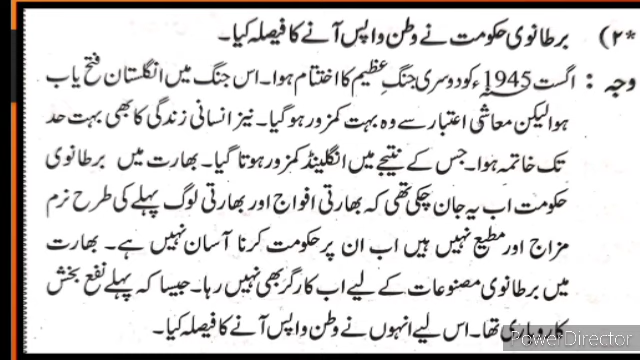 *۲) برطانوی حکومت نے وطن واپس آنے کا فیصلہ کیا۔
وجہ : اگست 1945ء کو دوسری جنگِ عظیم کا اختتام ہوا۔ اس جنگ میں انگلستان فتح یاب
ہوا لیکن معاشی اعتبار سے وہ بہت کمزور ہوگیا۔ نیز انسانی زندگی کا بھی بہت حد
تک خاتمہ ہوا۔ جس کے نتیجے میں انگلینڈ کمزور ہوتا گیا۔ بھارت میں برطانوی
حکومت اب یہ جان چکی تھی کہ بھارتی افواج اور بھارتی لوگ پہلے کی طرح نرم
مزاج اور مطیع نہیں ہیں اب ان پر حکومت کرنا آسان نہیں ہے۔ بھارت
میں برطانوی مصنوعات کے لیے اب کارگر بھی نہیں رہا۔ جیسا کہ پہلے نفع بخش
کاروباری تھا۔ اس لیے انہوں نے وطن واپس آنے کا فیصلہ کیا۔
PowerDirector